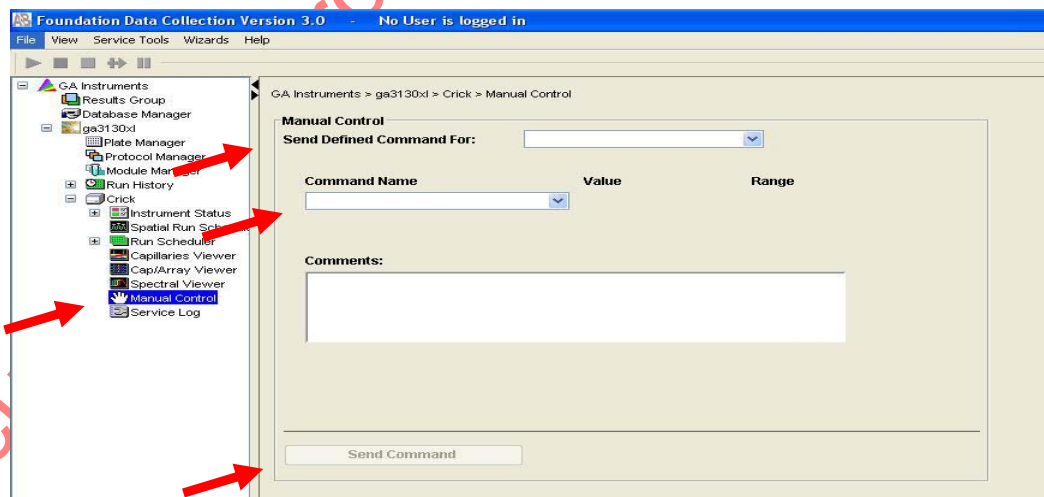 Foundation Data Collection Version 3.0 - No User is logged in
File View Service Tools Wizards Help
GA Instruments
Results Group
Database Manager
ga3130xl
Plate Manager
Protocol Manager
Module Manager
Run History
Crick
Instrument Status
Spatial Run
Run Scheduler
Capillaries Viewer
Cap/Array Viewer
Spectral Viewer
Manual Control
Service Log
GA Instruments > ga3130xl > Crick > Manual Control
Manual Control
Send Defined Command For:
Command Name Value Range
Comments:
Send Command